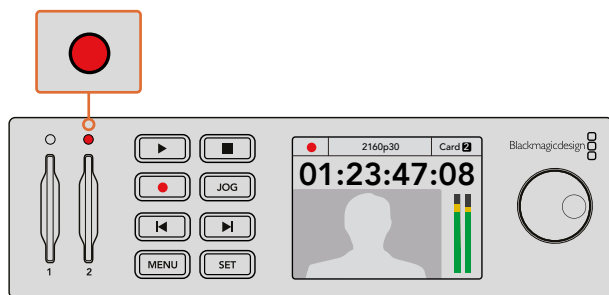 2160p30 Card 2
01:23:47:08
Blackmagicdesign
JOG
MENU SET
1 2